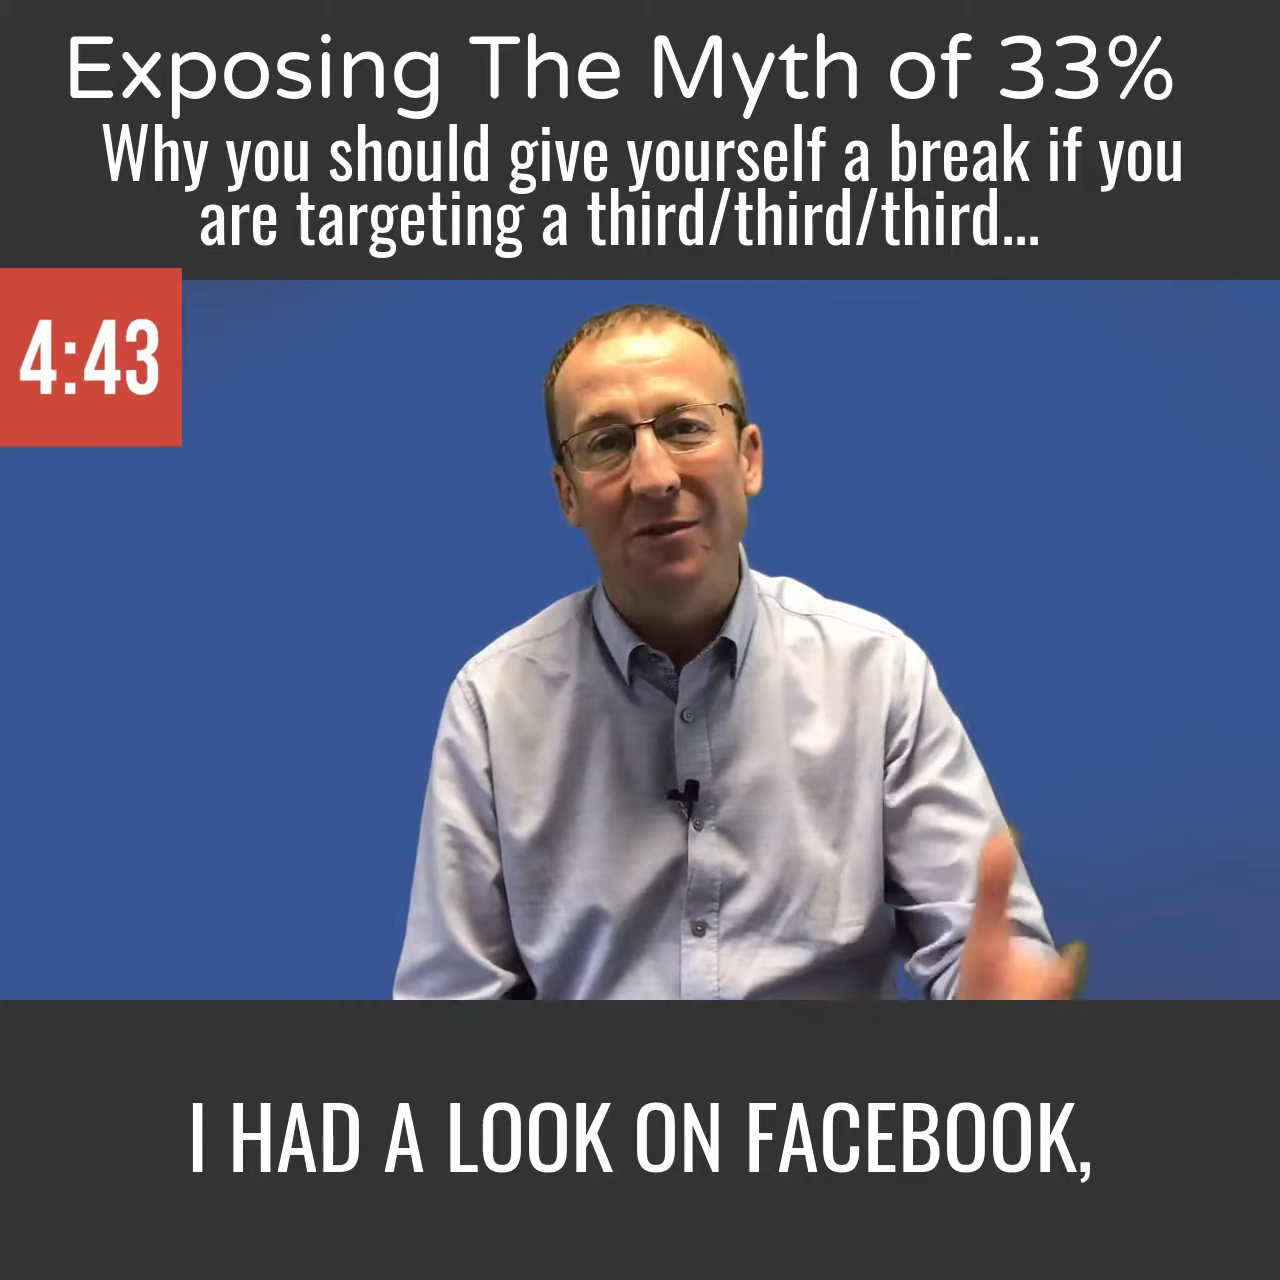 Exposing The Myth of 33%
Why you should give yourself a break if you
are targeting a third/third/third...
4:43
I HAD A LOOK ON FACEBOOK,